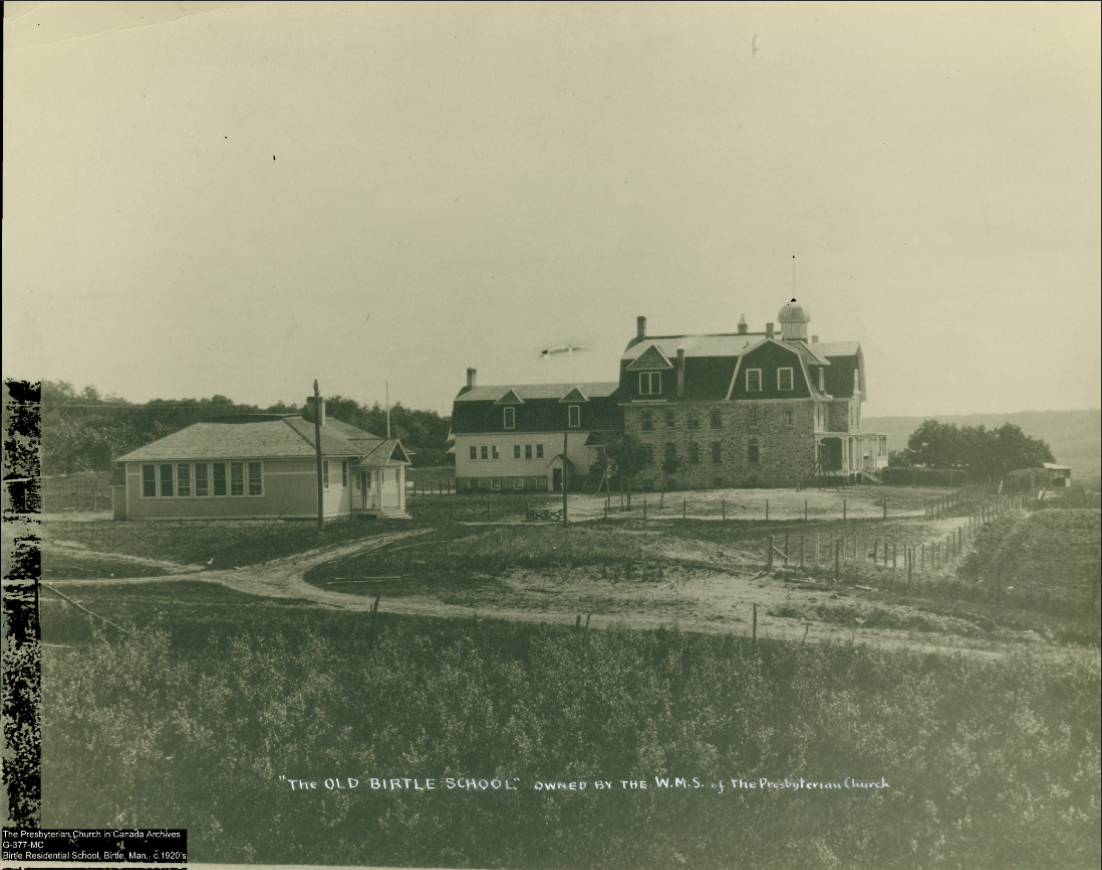 "The OLD BIRTLE SCHOOL" OWNED BY THE W.M.S. of The Presbyterian Church
The Presbyterian Church in Canada Archives
G-377-MC
Birtle Residential School, Birtle, Man. c.1920's